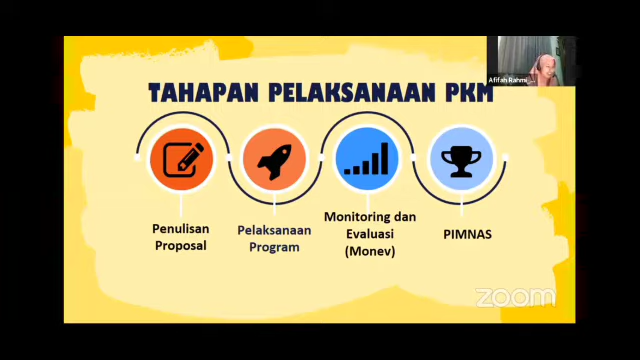 Afifah Rahmi
TAHAPAN PELAKSANAAN PKM
Penulisan
Proposal
Pelaksanaan
Program
Monitoring dan
Evaluasi
(Monev)
PIMNAS
zoom